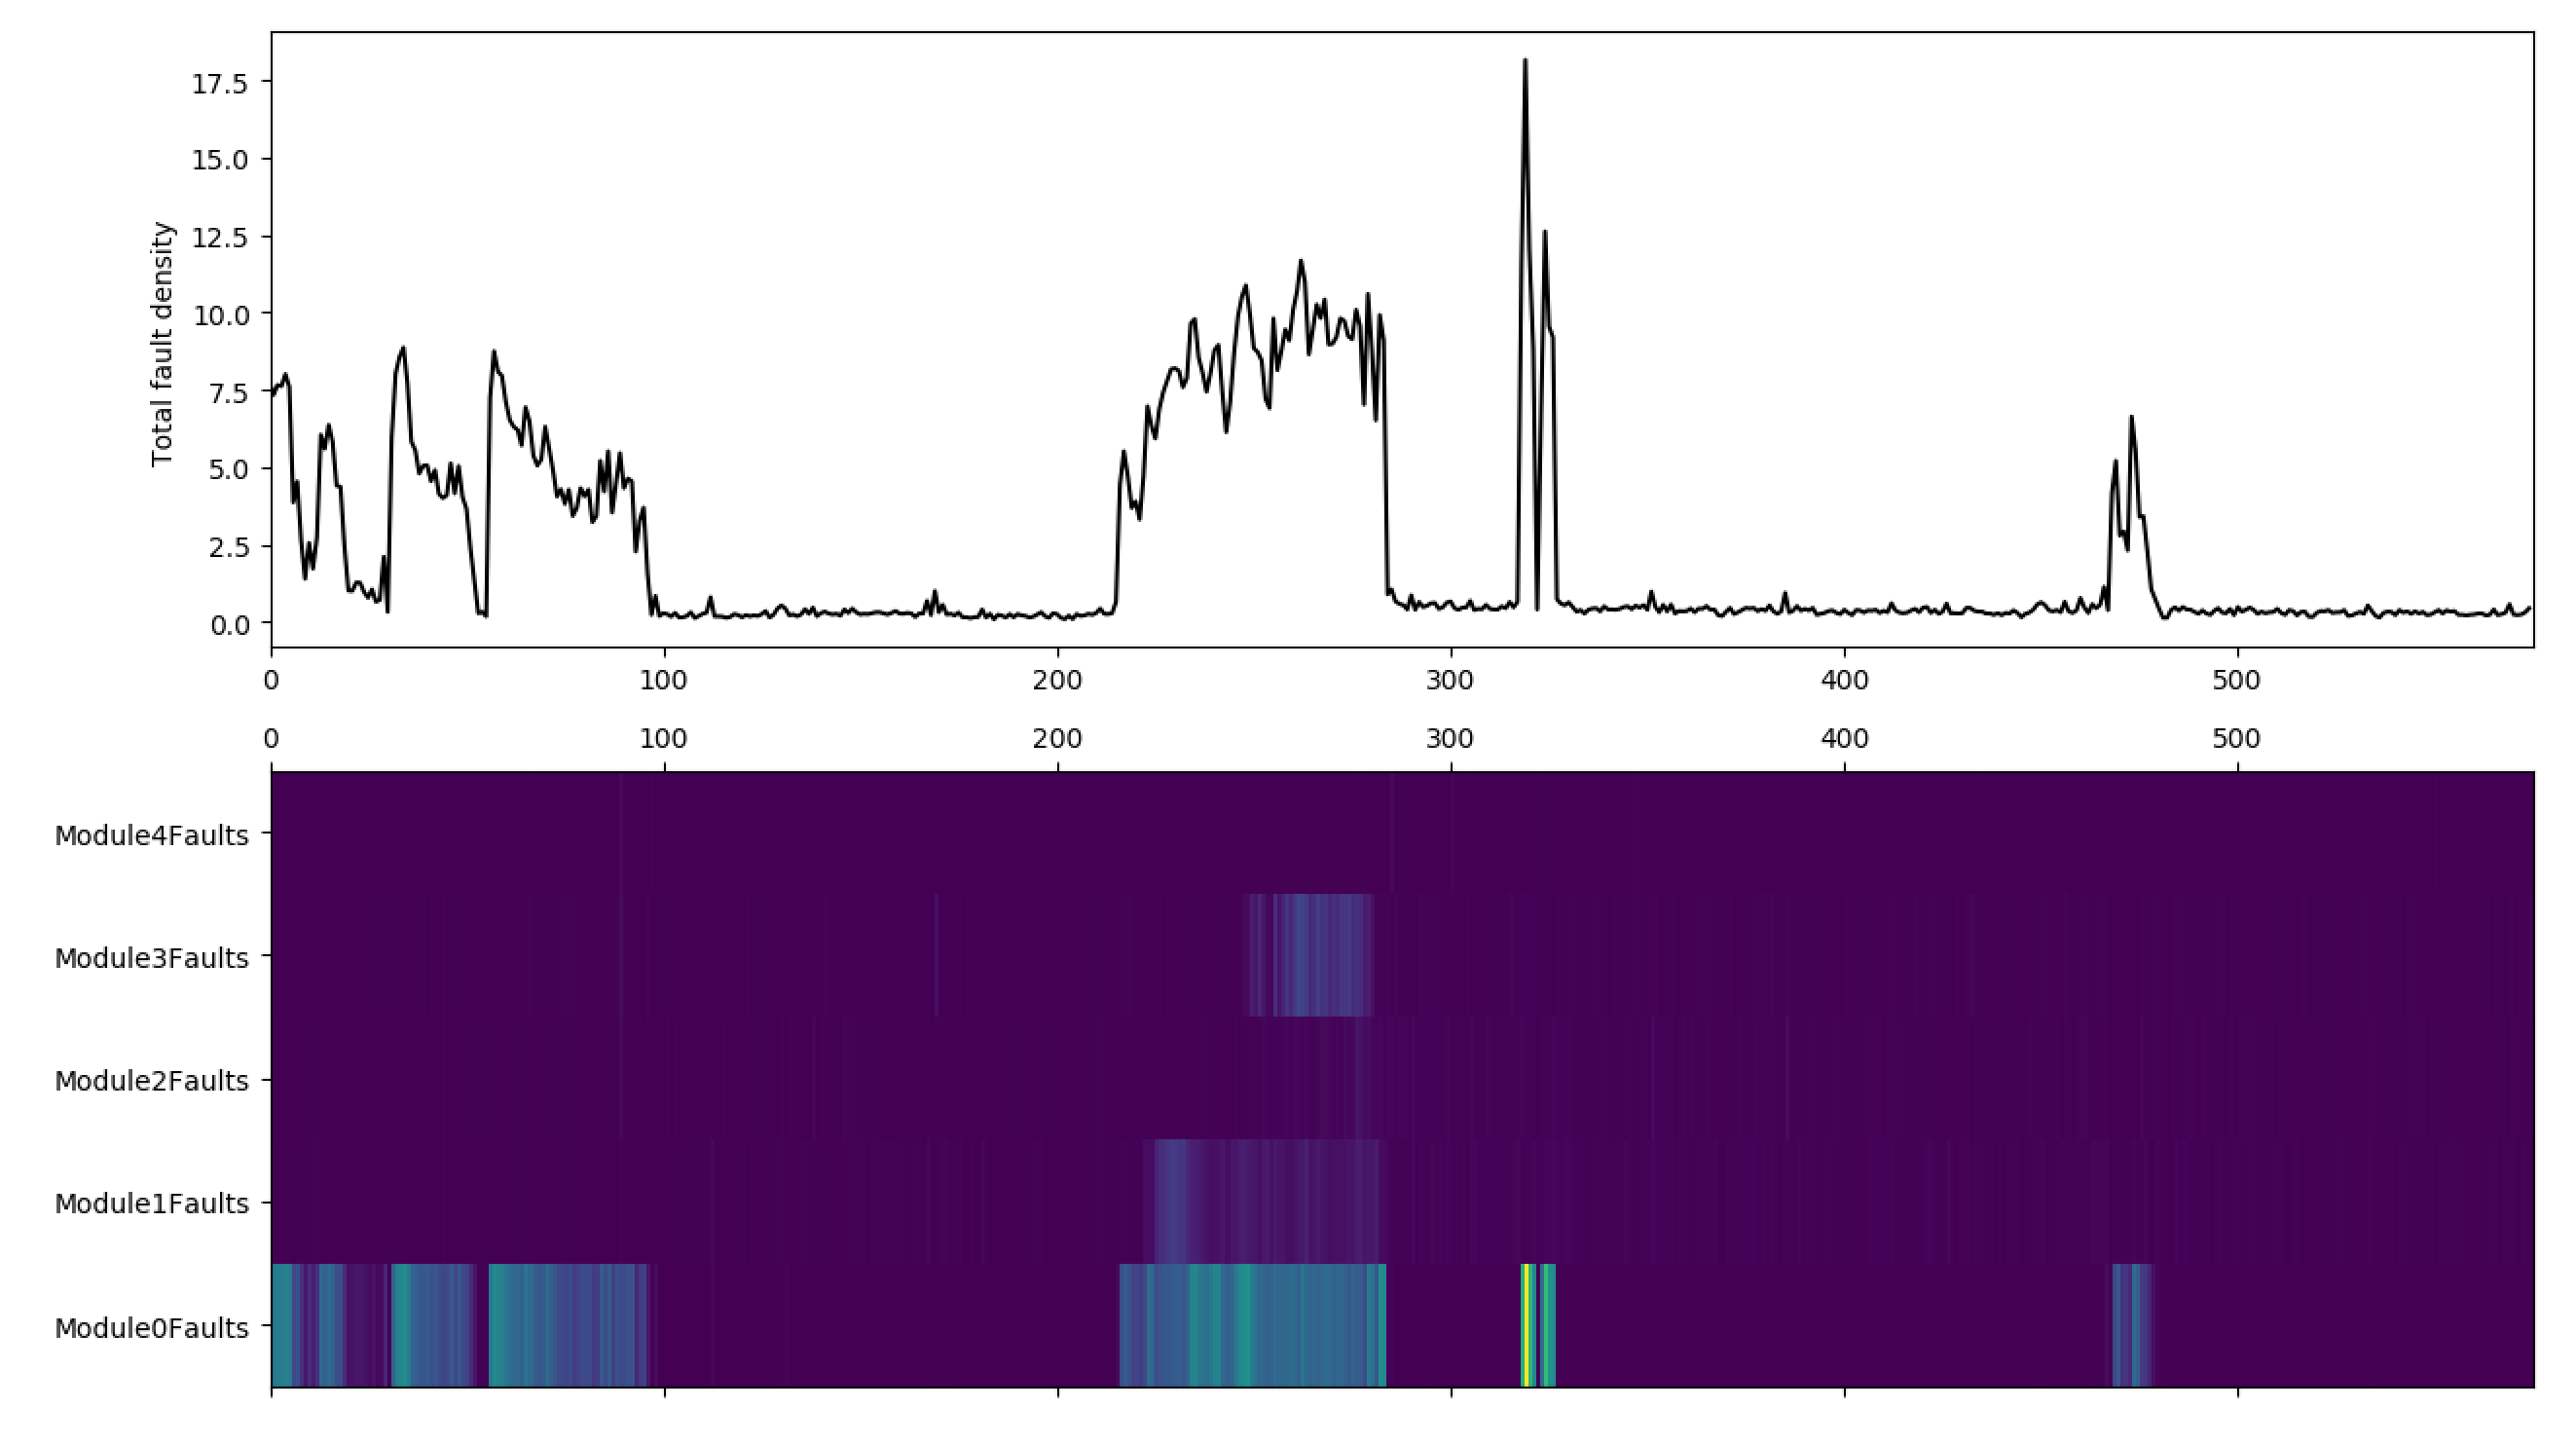 Total fault density
17.5
15.0
12.5
10.0
7.5
5.0
2.5
0.0
0 100 200 300 400 500
0 100 200 300 400 500
Module4Faults
Module3Faults
Module2Faults
Module1Faults
Module0Faults